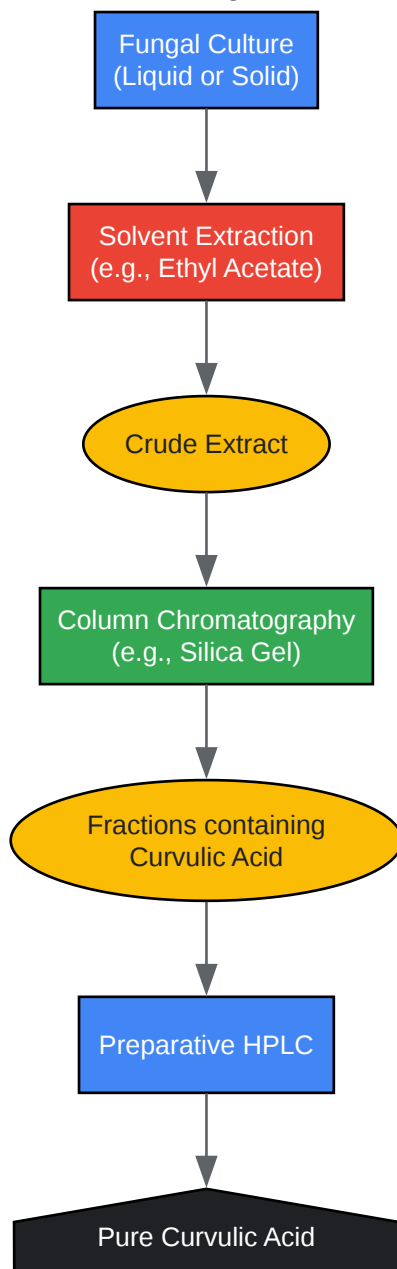 Fungal Culture
(Liquid or Solid)
Solvent Extraction
(e.g., Ethyl Acetate)
Crude Extract
Column Chromatography
(e.g., Silica Gel)
Fractions containing
Curvulic Acid
Preparative HPLC
Pure Curvulic Acid